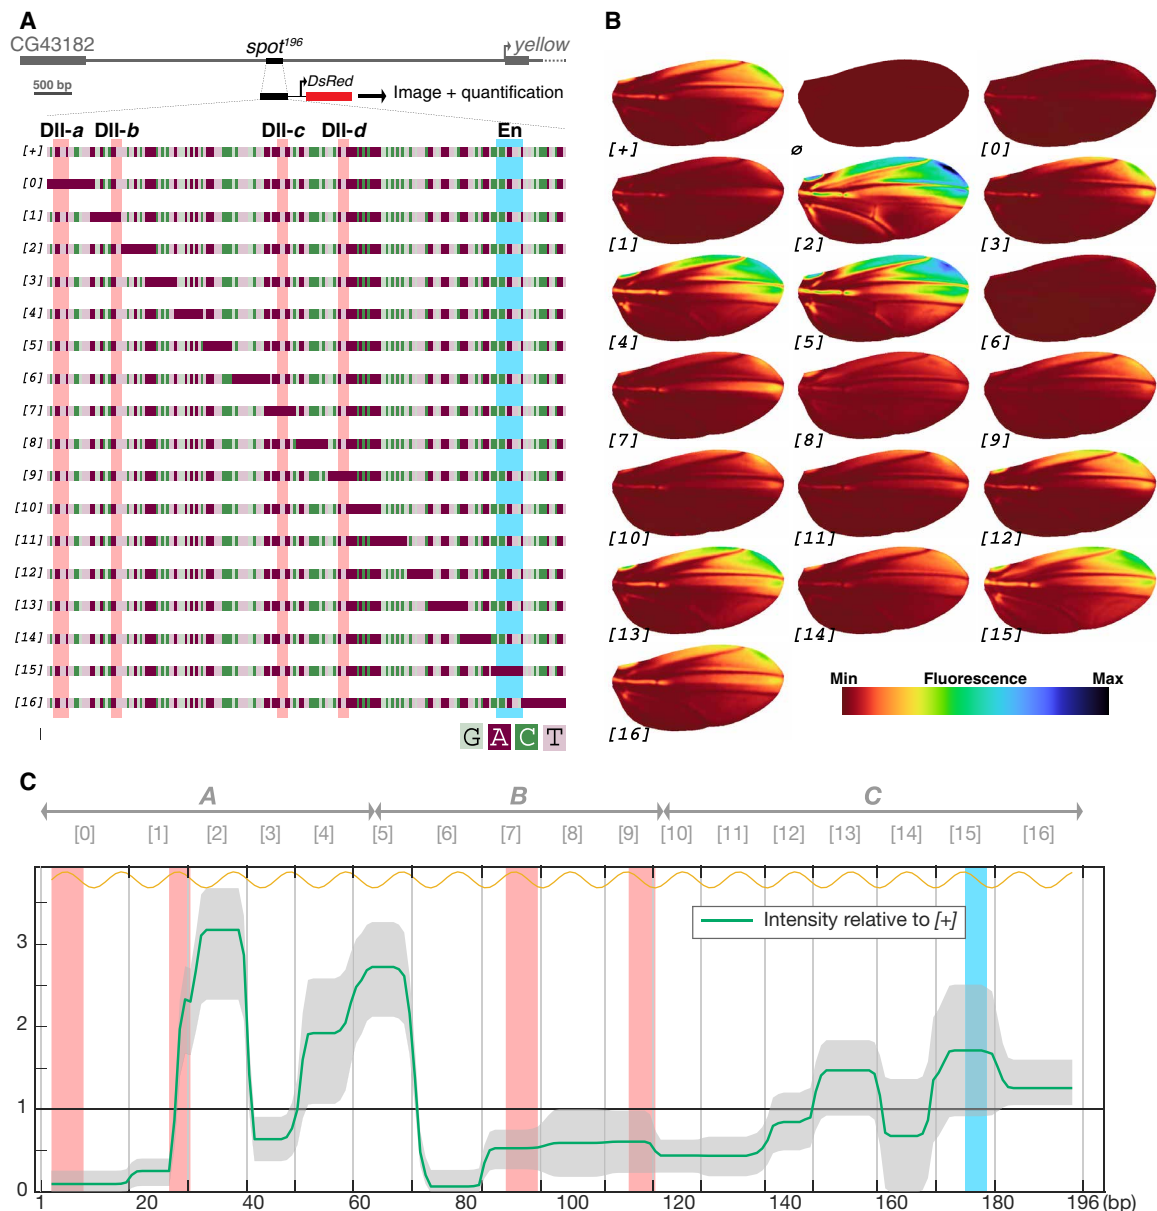 A
CG43182
spot196
yellow
500 bp
DsRed
Image + quantification
Dll-a Dll-b Dll-c Dll-d En
[+]
[0]
[1]
[2]
[3]
[4]
[5]
[6]
[7]
[8]
[9]
[10]
[11]
[12]
[13]
[14]
[15]
[16]
G A C T
B
[+] ø [0]
[1] [2] [3]
[4] [5] [6]
[7] [8] [9]
[10] [11] [12]
[13] [14] [15]
[16]
Min Fluorescence Max
C
A B C
[0] [1] [2] [3] [4] [5] [6] [7] [8] [9] [10] [11] [12] [13] [14] [15] [16]
Intensity relative to [+]
3
2
1
0
1 20 40 60 80 100 120 140 160 180 196 (bp)